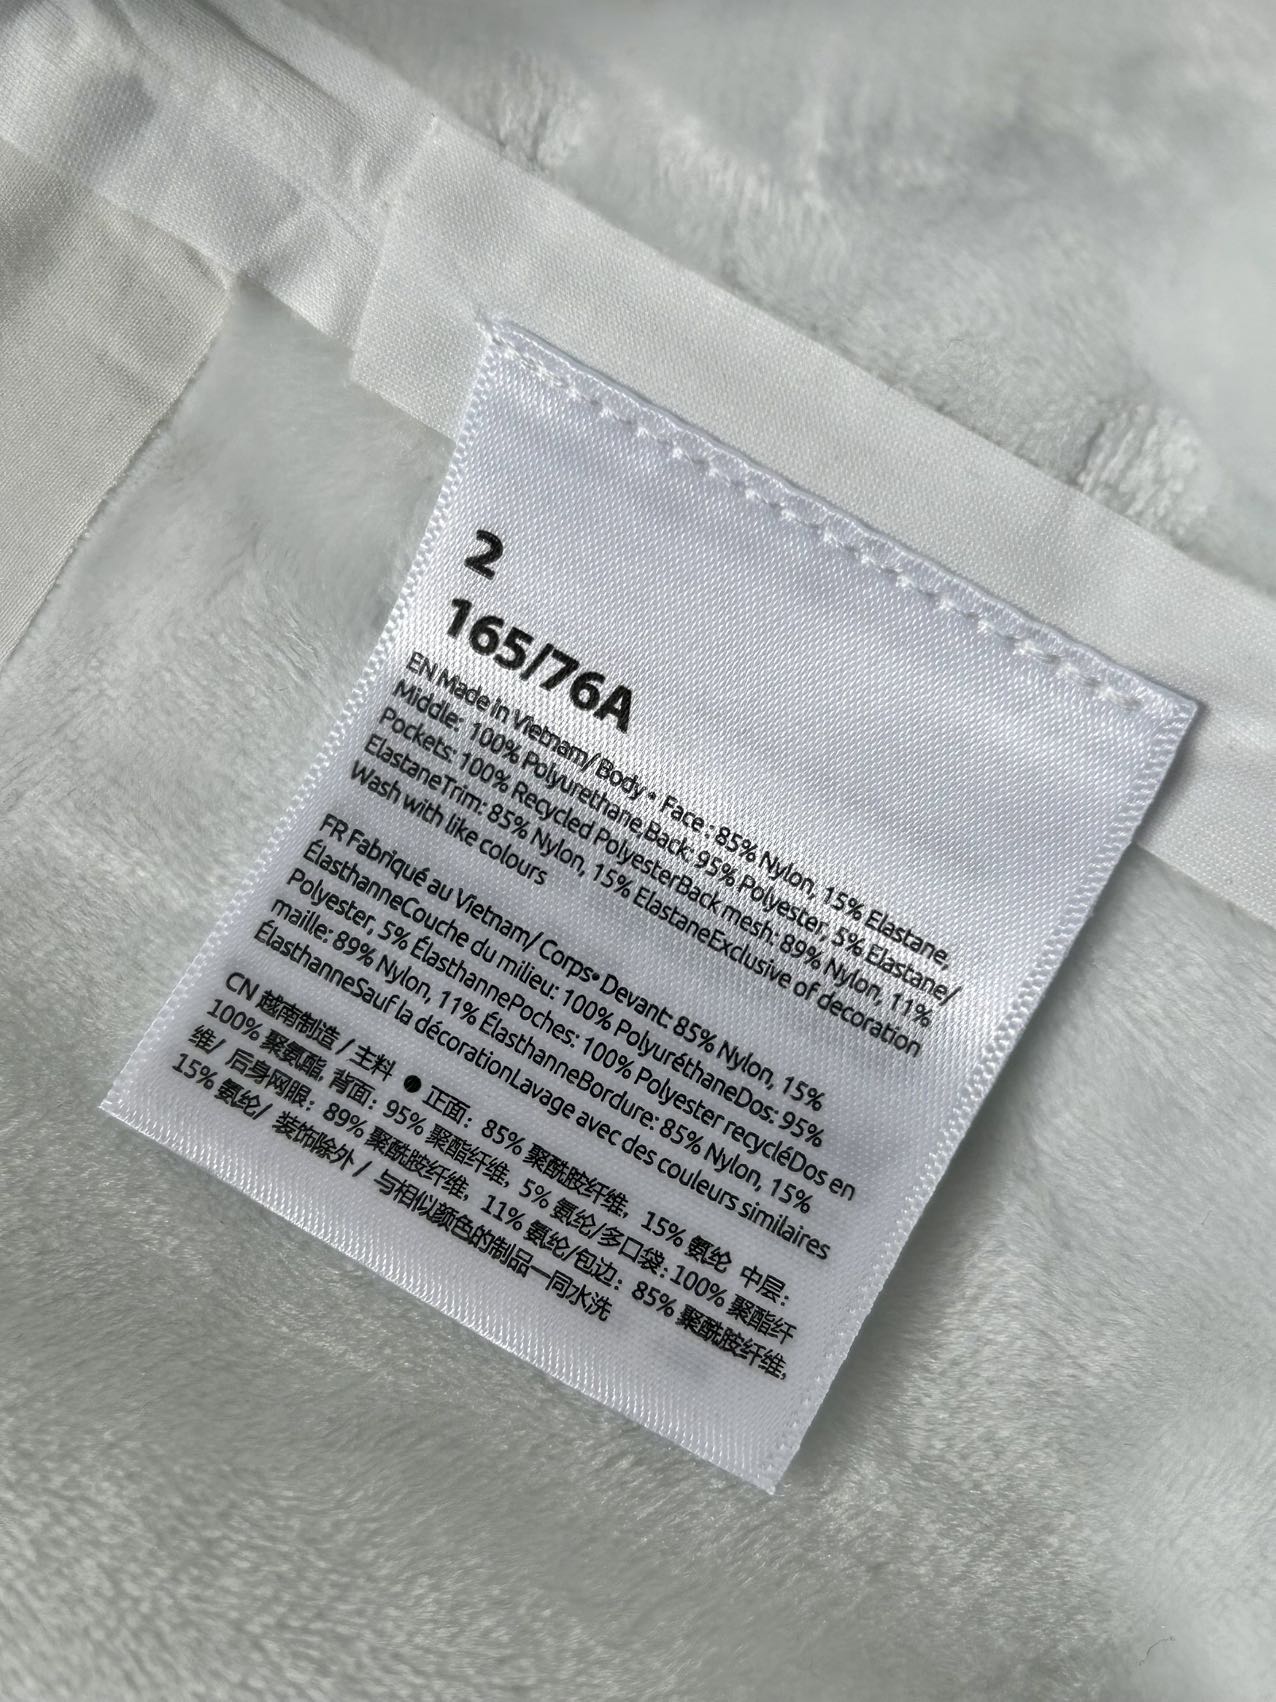 2
165/76A
EN Made in Vietnam/ Body • Face : 85% Nylon, 15% Elastane,
Middle: 100% Polyurethane,Back: 95% Polyester, 5% Elastane/
Pockets: 100% Recycled PolyesterBack mesh: 89% Nylon, 11%
ElastaneTrim: 85% Nylon, 15% ElastaneExclusive of decoration
Wash with like colours
FR Fabriqué au Vietnam/ Corps• Devant: 85% Nylon, 15%
ÉlasthanneCouche du milieu: 100% PolyuréthaneDos: 95%
Polyester, 5% ÉlasthannePoches: 100% Polyester recycléDos en
maille: 89% Nylon, 11% ÉlasthanneBordure: 85% Nylon, 15%
ÉlasthanneSauf la décorationLavage avec des couleurs similaires
CN 越南制造 / 主料 ● 正面: 85% 聚酰胺纤维, 15% 氨纶 中层:
100% 聚氨酯, 背面: 95% 聚酯纤维, 5% 氨纶/多口袋: 100% 聚酯纤
维/ 后身网眼: 89% 聚酰胺纤维, 11% 氨纶/包边: 85% 聚酰胺纤维,
15% 氨纶/ 装饰除外 / 与相似颜色的制品一同水洗